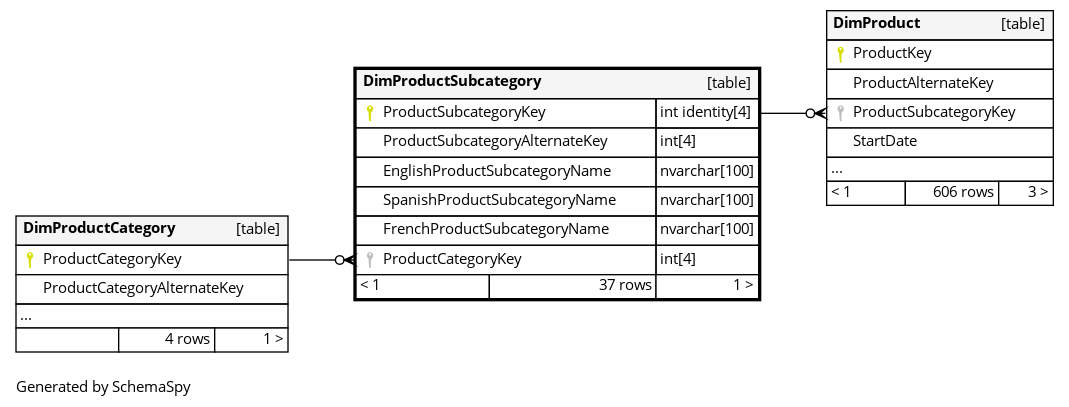 DimProduct [table]
ProductKey
ProductAlternateKey
ProductSubcategoryKey
StartDate
...
< 1 606 rows 3 >
DimProductSubcategory [table]
ProductSubcategoryKey int identity[4]
ProductSubcategoryAlternateKey int[4]
EnglishProductSubcategoryName nvarchar[100]
SpanishProductSubcategoryName nvarchar[100]
FrenchProductSubcategoryName nvarchar[100]
ProductCategoryKey int[4]
< 1 37 rows 1 >
DimProductCategory [table]
ProductCategoryKey
ProductCategoryAlternateKey
...
4 rows 1 >
Generated by SchemaSpy